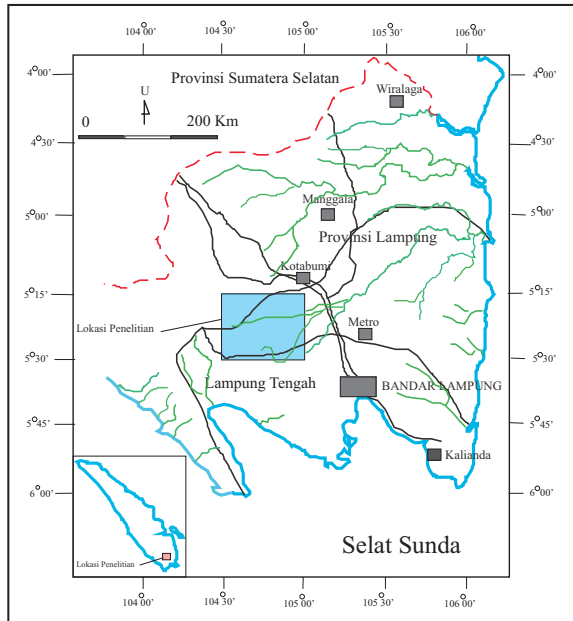 104 00' 104 30' 105 00' 105 30' 106 00'
4° 00' 4° 00'
Provinsi Sumatera Selatan
U
Wiralaga
0 200 Km
4° 30' 4° 30'
Manggala
5° 00' 5° 00'
Provinsi Lampung
Kotabumi
5° 15' 5° 15'
Lokasi Penelitian
Metro
5° 30' 5° 30'
Lampung Tengah
BANDAR LAMPUNG
5° 45' 5° 45'
Kalianda
6° 00' 6° 00'
Selat Sunda
Lokasi Penelitian
104 00' 104 30' 105 00' 105 30' 106 00'